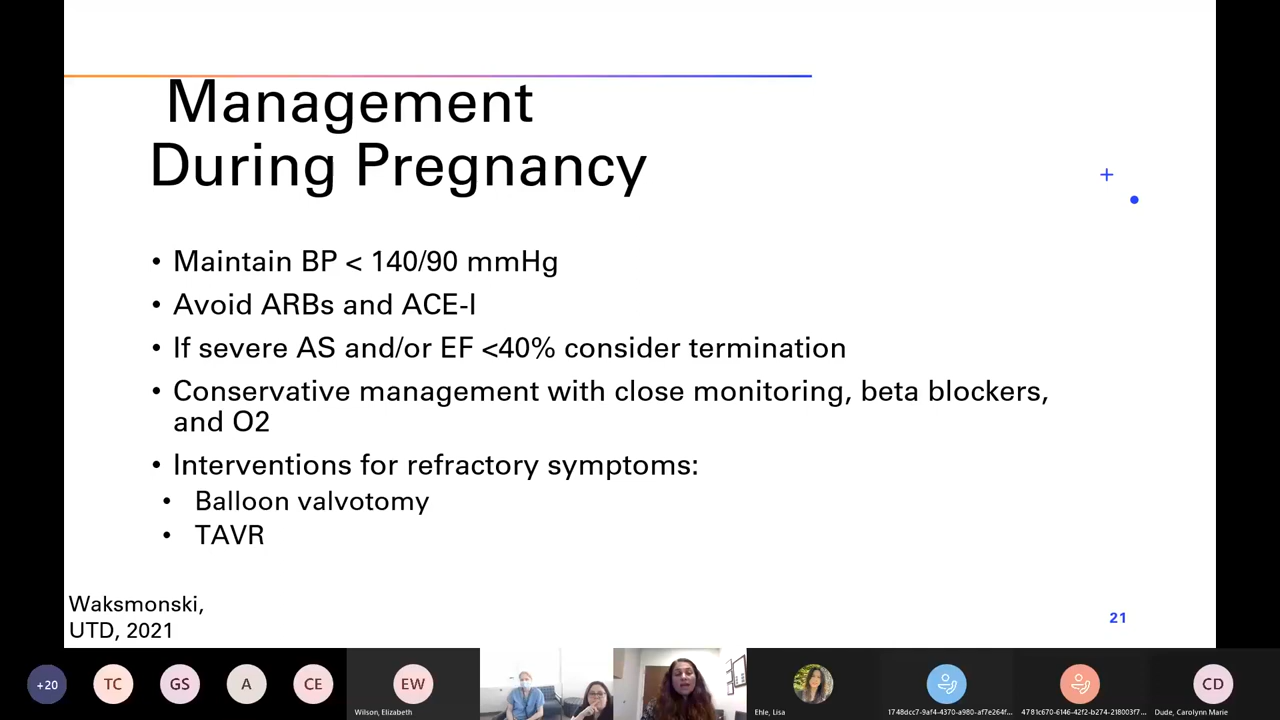 Management
During Pregnancy
• Maintain BP < 140/90 mmHg
• Avoid ARBs and ACE-I
• If severe AS and/or EF <40% consider termination
• Conservative management with close monitoring, beta blockers,
and O2
• Interventions for refractory symptoms:
• Balloon valvotomy
• TAVR
Waksmonski,
UTD, 2021
21
+20
TC
GS
A
CE
EW
CD
Wilson, Elizabeth
Ehle, Lisa
1748dcc7-9af4-4370-a980-af7e264f...
4781c670-6146-42f2-b274-218003f7...
Dude, Carolynn Marie